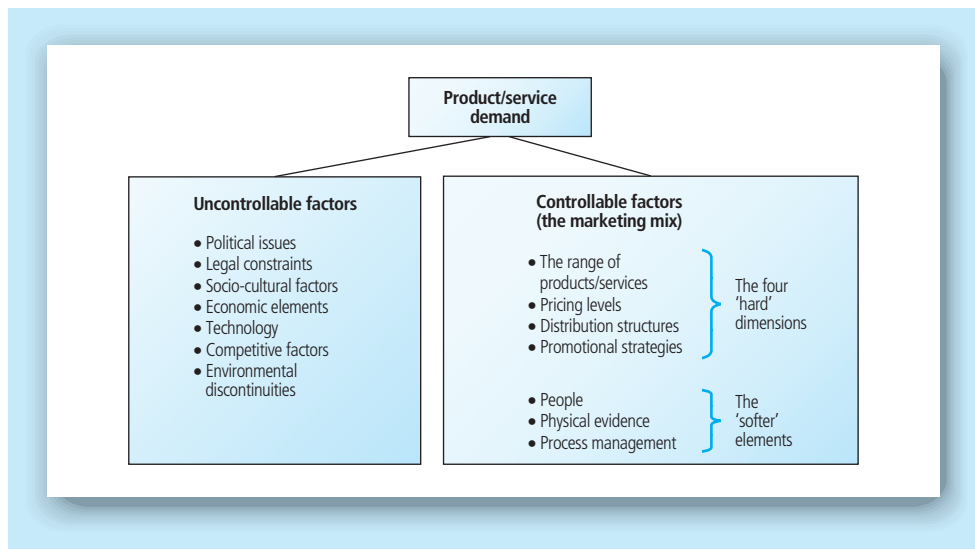 Product/service
demand
Uncontrollable factors
• Political issues
• Legal constraints
• Socio-cultural factors
• Economic elements
• Technology
• Competitive factors
• Environmental
discontinuities
Controllable factors
(the marketing mix)
• The range of
products/services
• Pricing levels
• Distribution structures
• Promotional strategies
The four
'hard'
dimensions
• People
• Physical evidence
• Process management
The
'softer'
elements